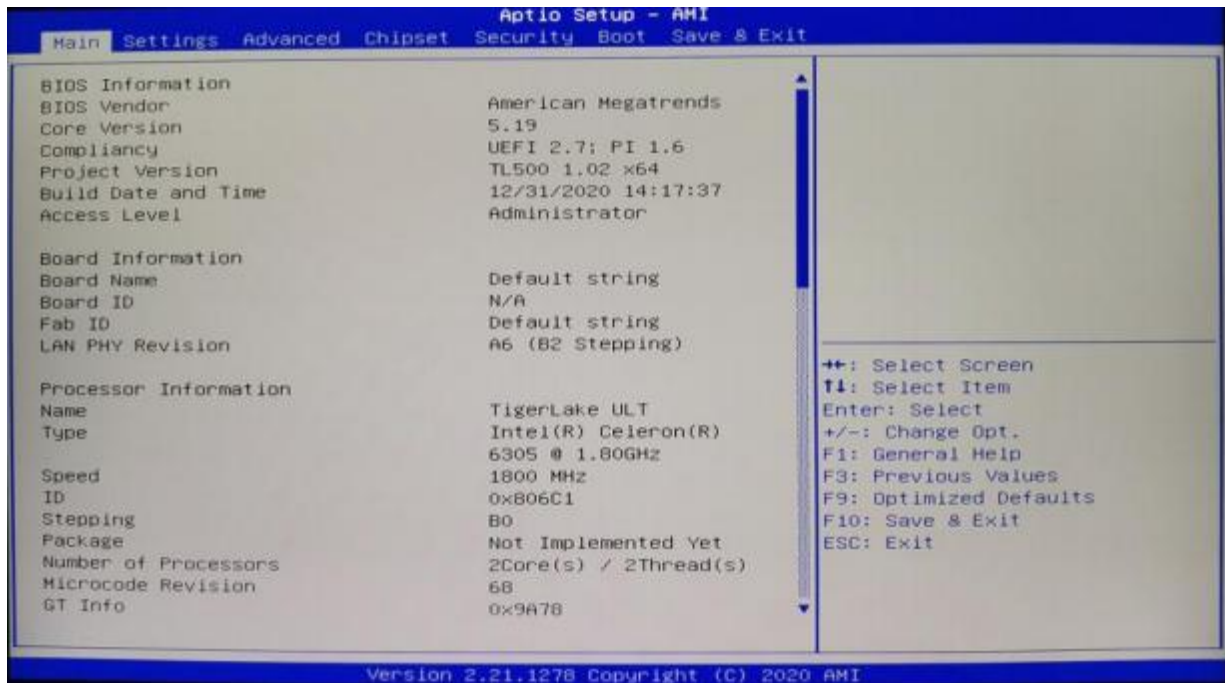 Aptio Setup - AMI
Main Settings Advanced Chipset Security Boot Save & Exit
BIOS Information
BIOS Vendor American Megatrends
Core Version 5.19
Compliancy UEFI 2.7; PI 1.6
Project Version TL500 1.02 x64
Build Date and Time 12/31/2020 14:17:37
Access Level Administrator
Board Information
Board Name Default string
Board ID N/A
Fab ID Default string
LAN PHY Revision A6 (B2 Stepping)
Processor Information
Name TigerLake ULT
Type Intel(R) Celeron(R)
6305 @ 1.80GHz
Speed 1800 MHz
ID 0x806C1
Stepping B0
Package Not Implemented Yet
Number of Processors 2Core(s) / 2Thread(s)
Microcode Revision 68
GT Info 0x9A78
→←: Select Screen
↑↓: Select Item
Enter: Select
+/-: Change Opt.
F1: General Help
F3: Previous Values
F9: Optimized Defaults
F10: Save & Exit
ESC: Exit
Version 2.21.1278 Copyright (C) 2020 AMI